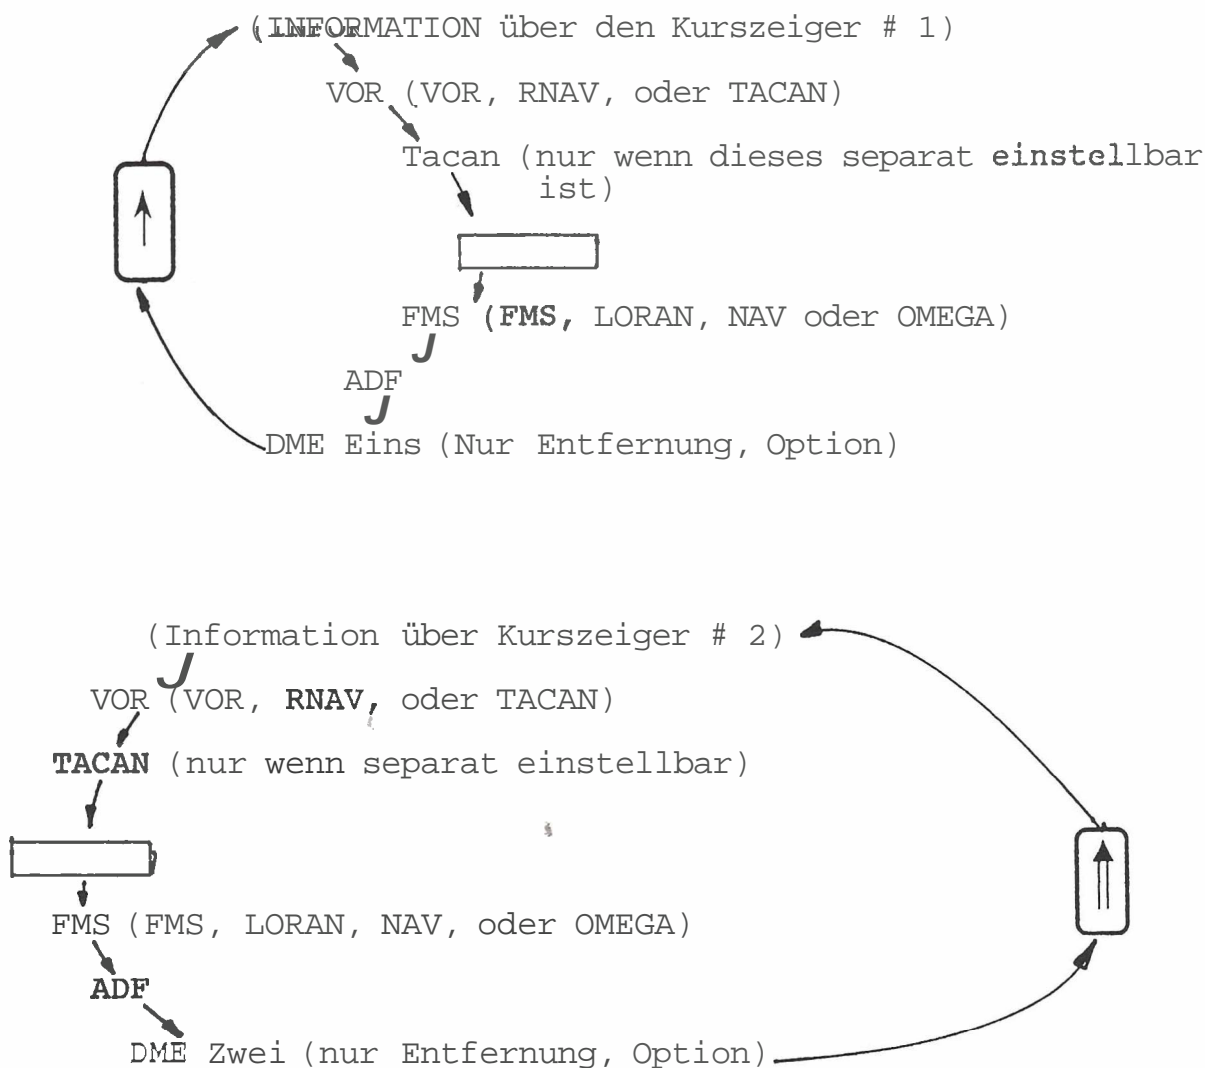 (INFORMATION über den Kurszeiger # 1)
VOR (VOR, RNAV, oder TACAN)
Tacan (nur wenn dieses separat einstellbar
ist)
FMS (FMS, LORAN, NAV oder OMEGA)
ADF
DME Eins (Nur Entfernung, Option)
(Information über Kurszeiger # 2)
VOR (VOR, RNAV, oder TACAN)
TACAN (nur wenn separat einstellbar)
FMS (FMS, LORAN, NAV, oder OMEGA)
ADF
DME Zwei (nur Entfernung, Option)